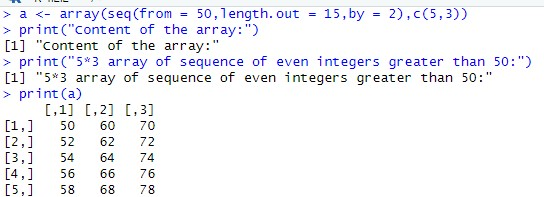 > a <- array(seq(from = 50,length.out = 15,by = 2),c(5,3))
> print("Content of the array:")
[1] "Content of the array:"
> print("5*3 array of sequence of even integers greater than 50:")
[1] "5*3 array of sequence of even integers greater than 50:"
> print(a)
     [,1] [,2] [,3]
[1,]   50   60   70
[2,]   52   62   72
[3,]   54   64   74
[4,]   56   66   76
[5,]   58   68   78